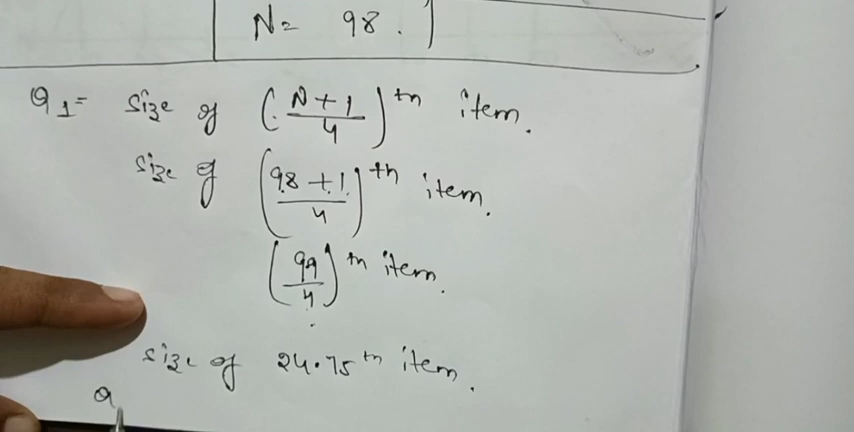 N = 98.
Q1 = size of (N+1/4)th item.
size of (98+1/4)th item.
(99/4)th item.
size of 24.75th item.
Q